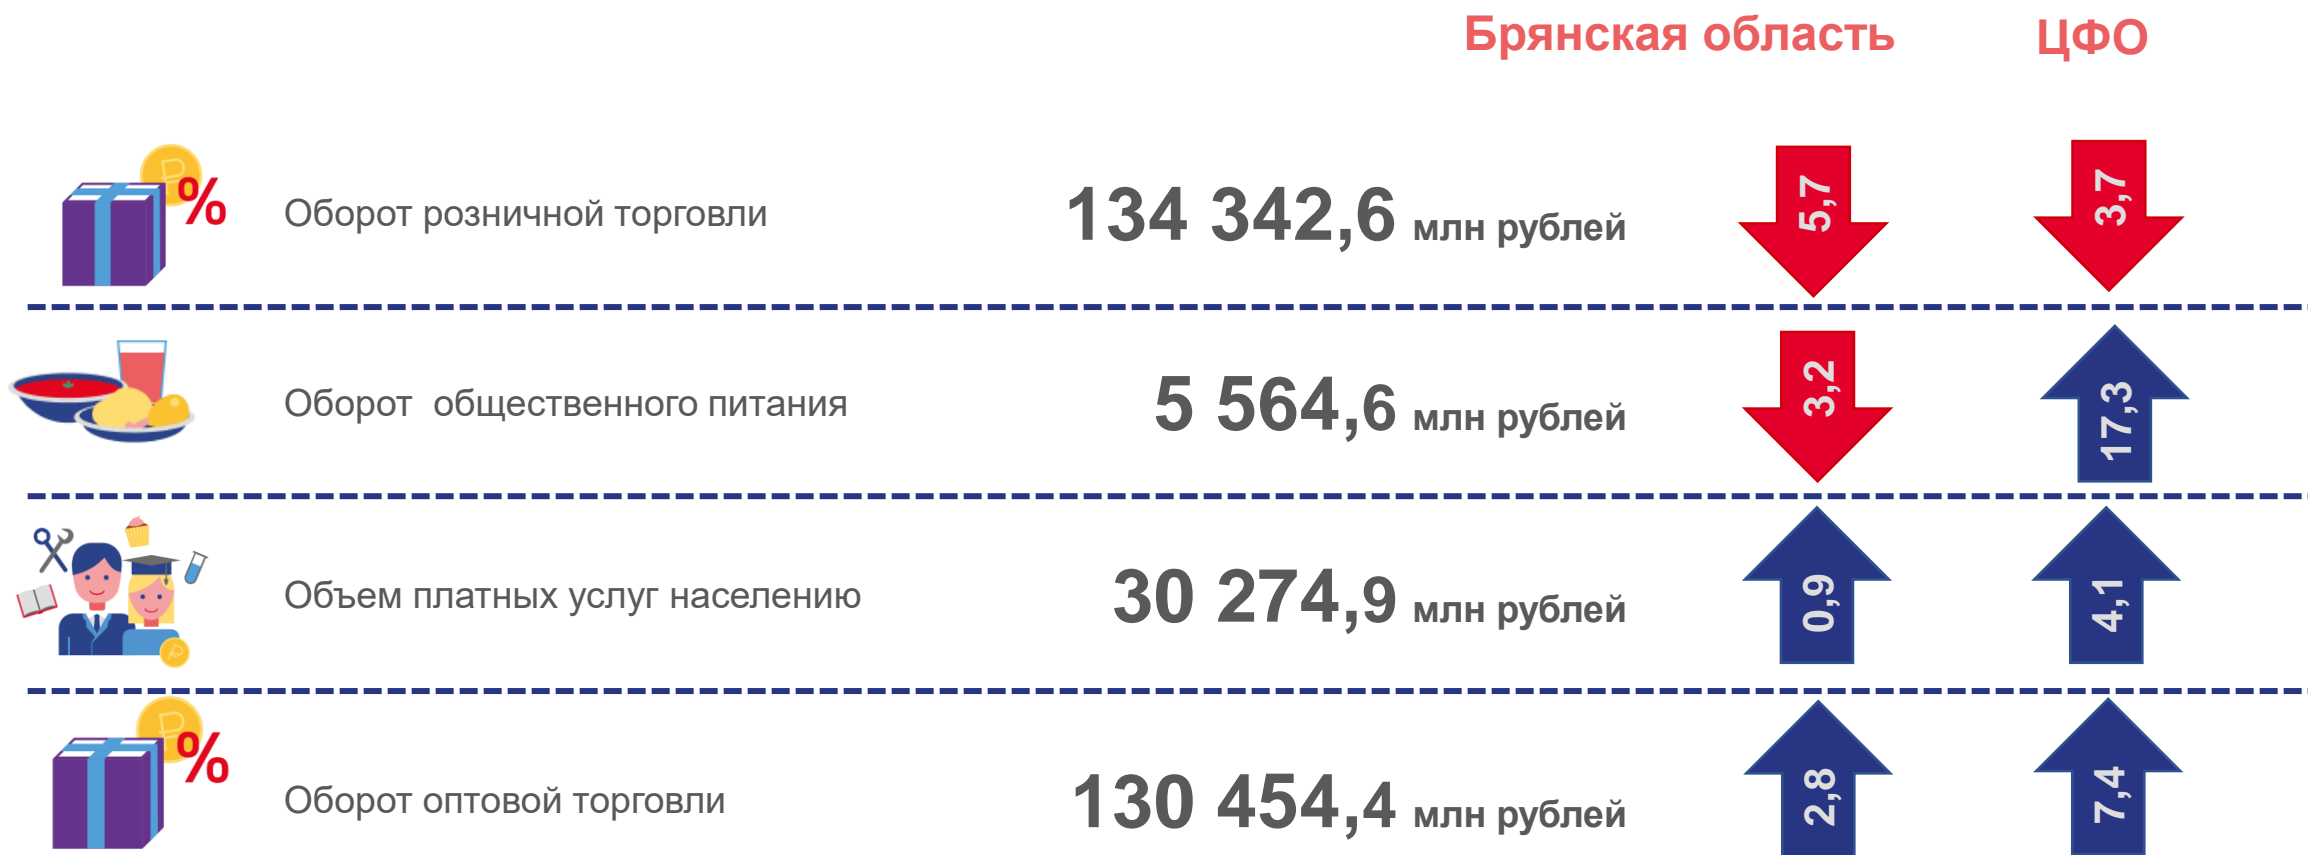 Брянская область ЦФО
% Оборот розничной торговли 134 342,6 млн рублей 5,7 3,7
Оборот общественного питания 5 564,6 млн рублей 3,2 17,3
Объем платных услуг населению 30 274,9 млн рублей 0,9 4,1
% Оборот оптовой торговли 130 454,4 млн рублей 2,8 7,4